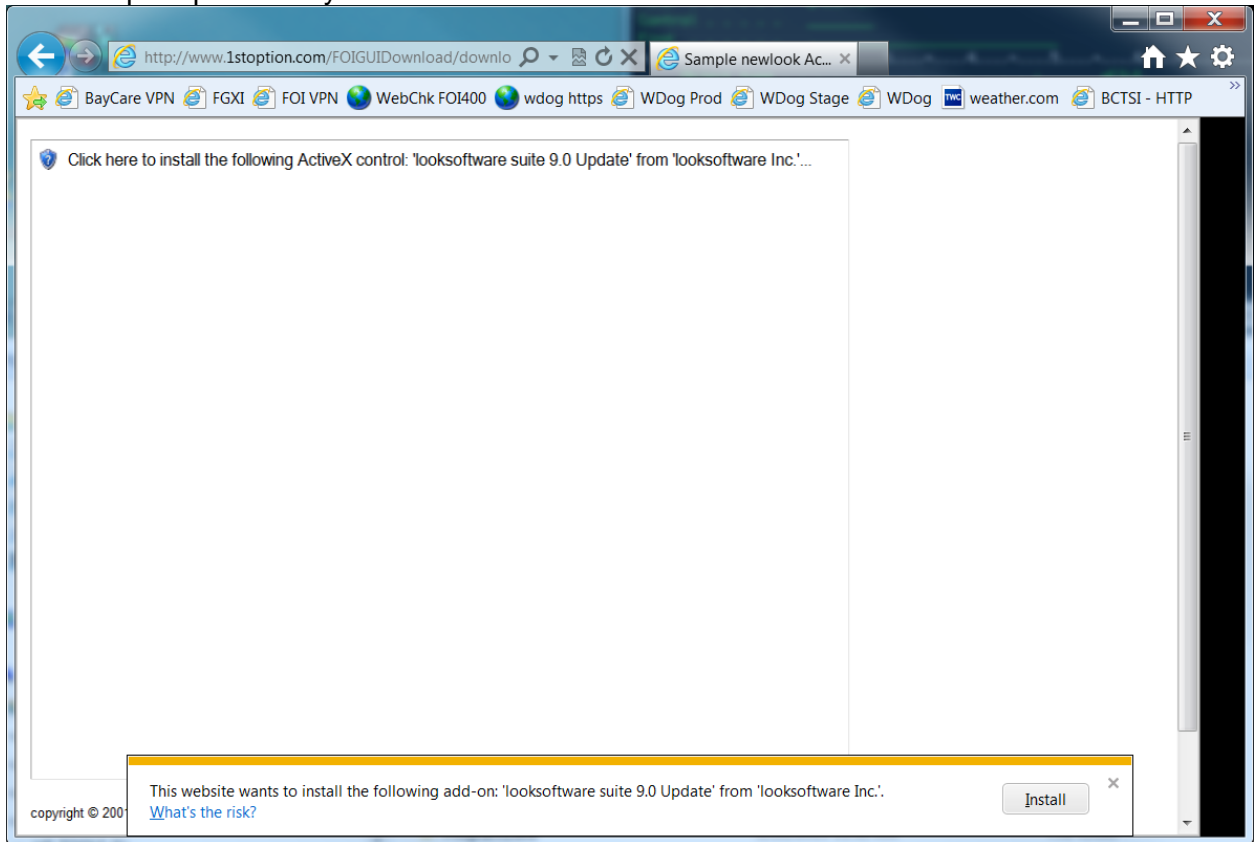 http://www.1stoption.com/FOIGUIDownload/downlo
Sample newlook Ac...
BayCare VPN FGXI FOI VPN WebChk FOI400 wdog https WDog Prod WDog Stage WDog weather.com BCTSI - HTTP
Click here to install the following ActiveX control: 'looksoftware suite 9.0 Update' from 'looksoftware Inc.'...
This website wants to install the following add-on: 'looksoftware suite 9.0 Update' from 'looksoftware Inc.'.
What's the risk?
Install
copyright © 200